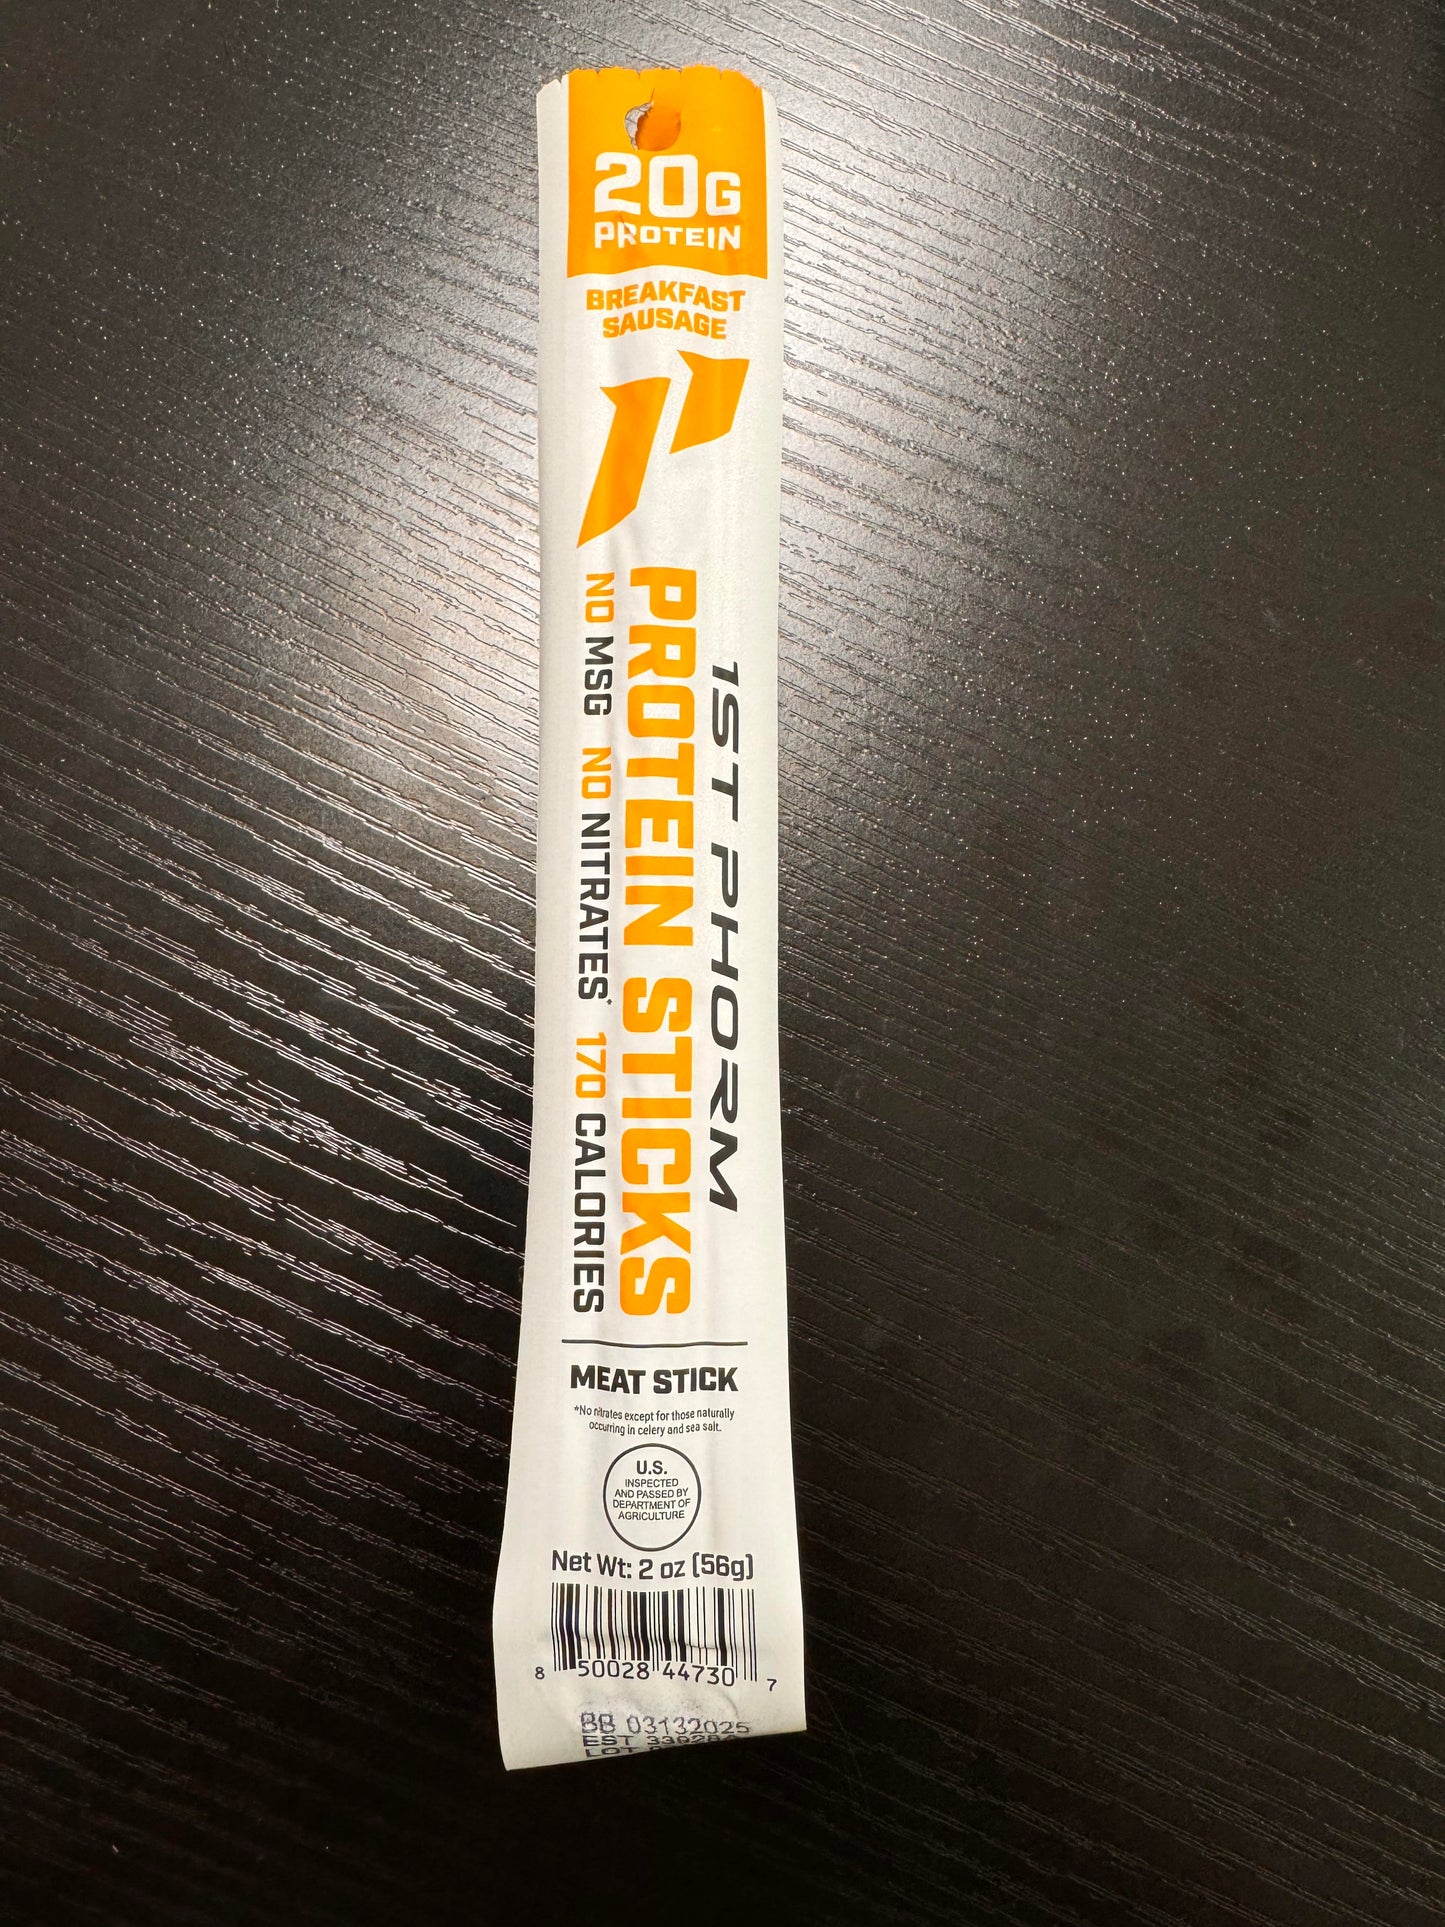 20G
PROTEIN
BREAKFAST
SAUSAGE
1ST PHORM
PROTEIN STICKS
NO MSG NO NITRATES* 170 CALORIES
MEAT STICK
*No nitrates except for those naturally
occurring in celery and sea salt.
U.S.
INSPECTED
AND PASSED BY
DEPARTMENT OF
AGRICULTURE
Net Wt: 2 oz (56g)
8 50028 44730 7
BB 03132025
EST
LOT